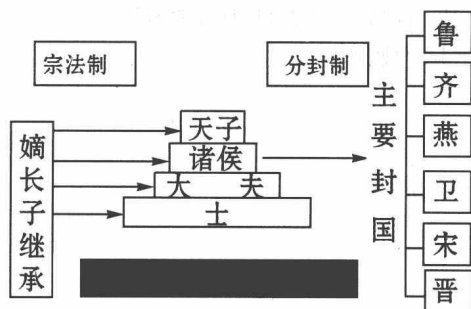 宗法制
分封制
嫡长子继承
天子
诸侯
大夫
士
主要封国
鲁
齐
燕
卫
宋
晋